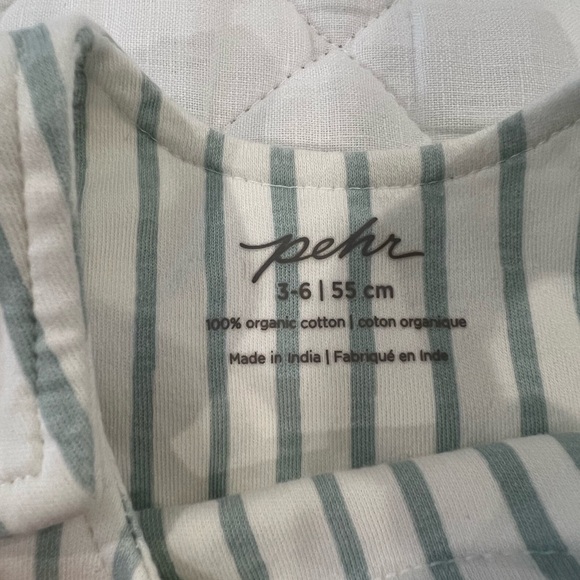 pehr
3-6 | 55 cm
100% organic cotton | coton organique
Made in India | Fabriqué en Inde